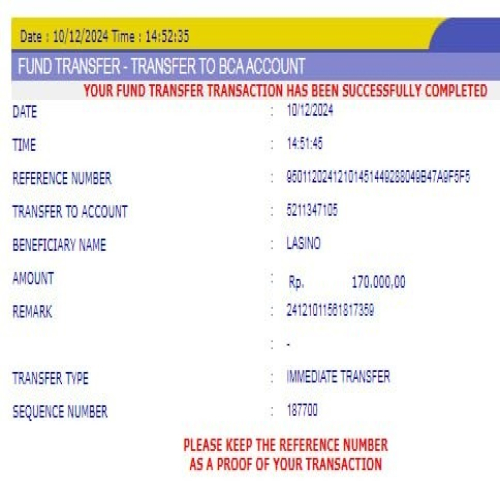 Date : 10/12/2024 Time : 14:52:35
FUND TRANSFER - TRANSFER TO BCA ACCOUNT
YOUR FUND TRANSFER TRANSACTION HAS BEEN SUCCESSFULLY COMPLETED
DATE : 10/12/2024
TIME : 14:51:45
REFERENCE NUMBER : 95011202412101451449288049B47A9F5F5
TRANSFER TO ACCOUNT : 5211347105
BENEFICIARY NAME : LASINO
AMOUNT : Rp. 170.000,00
REMARK : 24121011561817359
: -
TRANSFER TYPE : IMMEDIATE TRANSFER
SEQUENCE NUMBER : 187700
PLEASE KEEP THE REFERENCE NUMBER
AS A PROOF OF YOUR TRANSACTION